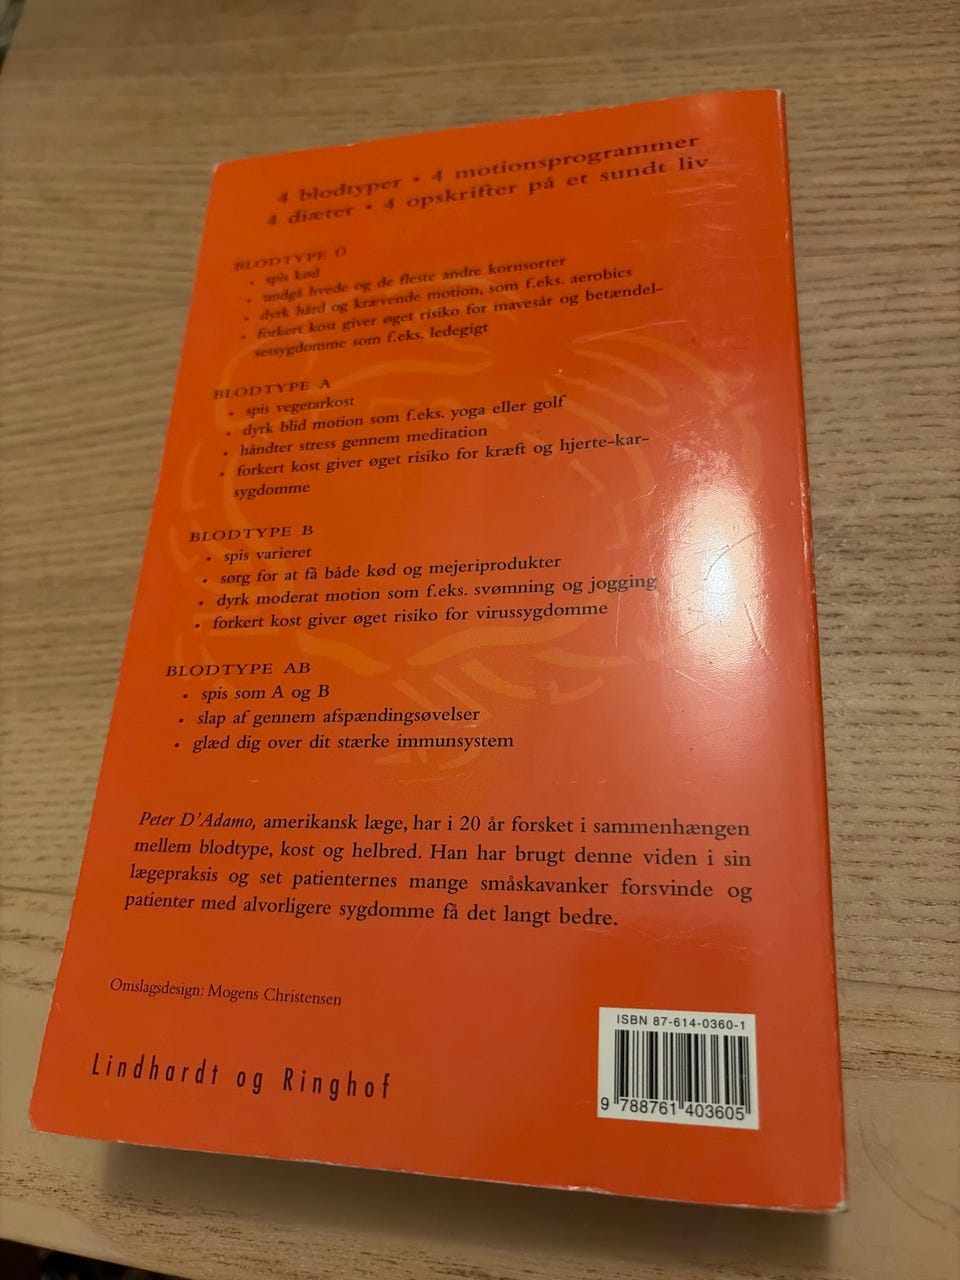 4 blodtyper • 4 motionsprogrammer
4 diæter • 4 opskrifter på et sundt liv
BLODTYPE 0
• spis kød
• undgå hvede og de fleste andre kornsorter
• dyrk hård og krævende motion, som f.eks. aerobics
• forkert kost giver øget risiko for mavesår og betændel-
sessygdomme som f.eks. ledegigt
BLODTYPE A
• spis vegetarkost
• dyrk blid motion som f.eks. yoga eller golf
• håndter stress gennem meditation
• forkert kost giver øget risiko for kræft og hjerte-kar-
sygdomme
BLODTYPE B
• spis varieret
• sørg for at få både kød og mejeriprodukter
• dyrk moderat motion som f.eks. svømning og jogging
• forkert kost giver øget risiko for virussygdomme
BLODTYPE AB
• spis som A og B
• slap af gennem afspændingsøvelser
• glæd dig over dit stærke immunsystem
Peter D'Adamo, amerikansk læge, har i 20 år forsket i sammenhængen
mellem blodtype, kost og helbred. Han har brugt denne viden i sin
lægepraksis og set patienternes mange småskavanker forsvinde og
patienter med alvorligere sygdomme få det langt bedre.
Omslagsdesign: Mogens Christensen
Lindhardt og Ringhof
ISBN 87-614-0360-1
9 788761 403605